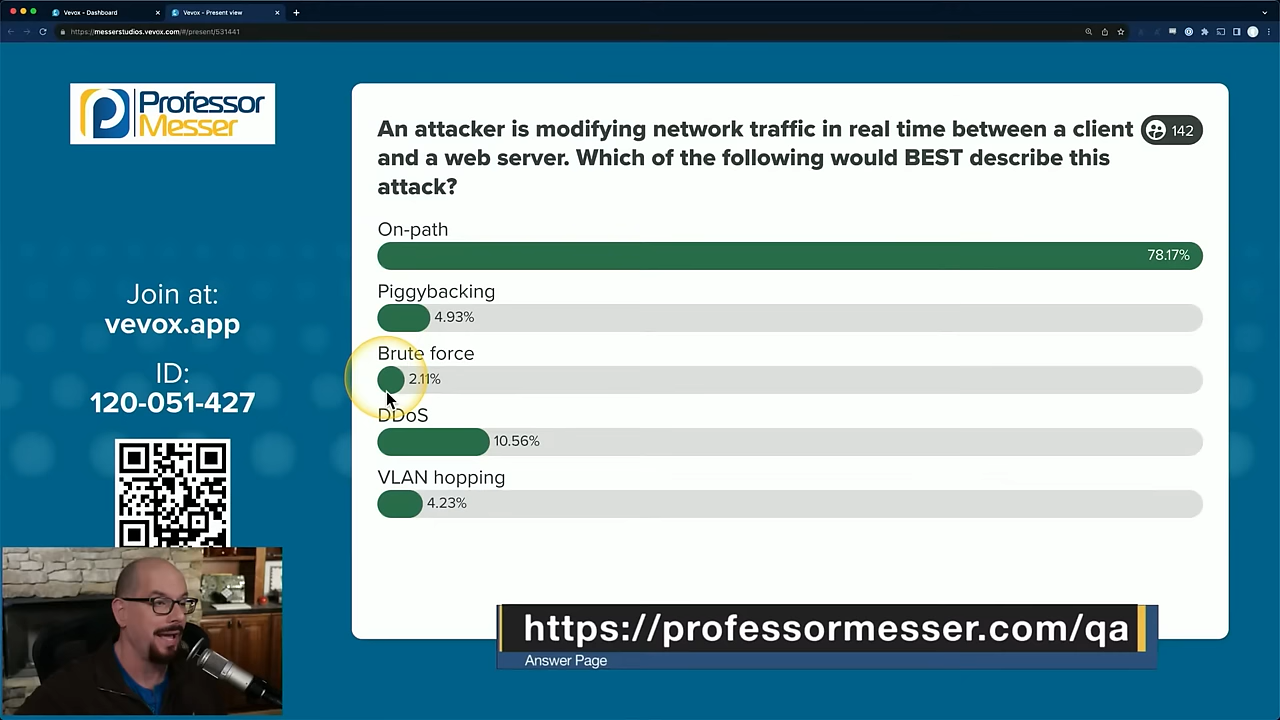 Vevox - Dashboard
Vevox - Present view
https://messerstudios.vevox.com/#/present/531441
Professor
Messer
Join at:
vevox.app
ID:
120-051-427
An attacker is modifying network traffic in real time between a client
and a web server. Which of the following would BEST describe this
attack?
142
On-path
78.17%
Piggybacking
4.93%
Brute force
2.11%
DDoS
10.56%
VLAN hopping
4.23%
https://professormesser.com/qa
Answer Page